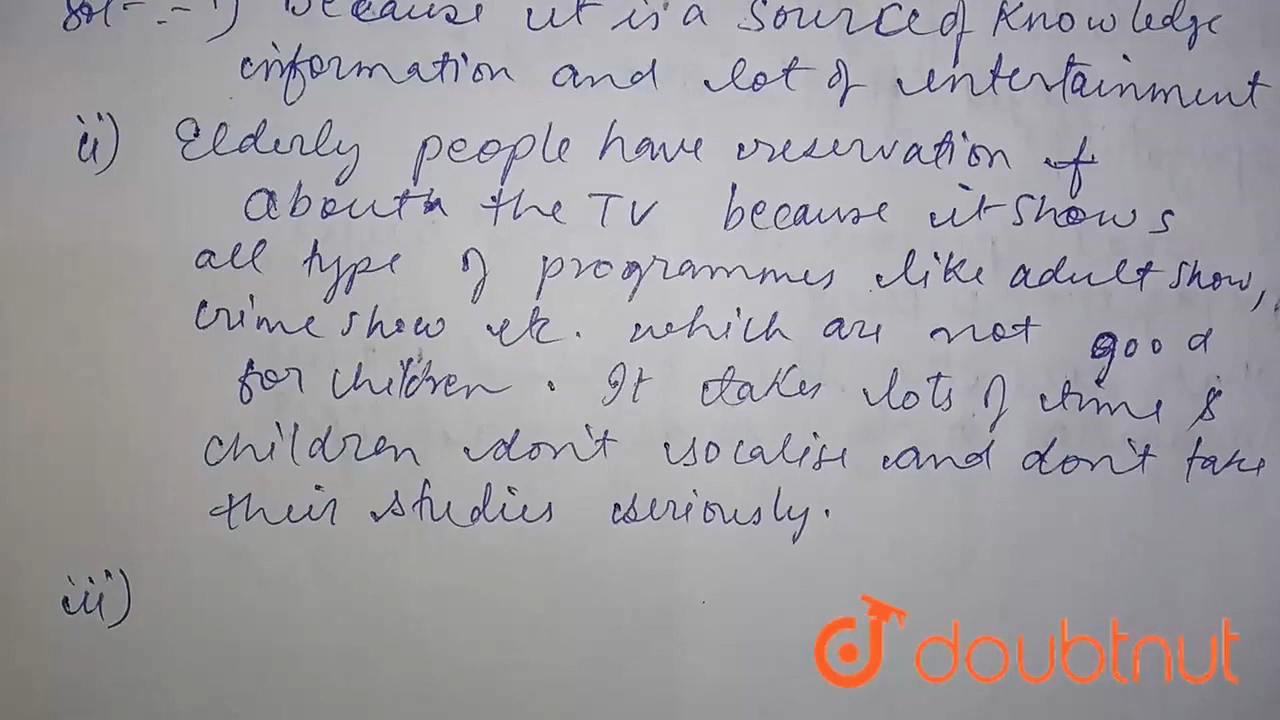 Sol :- i) Because it is a source of knowledge
information and lot of entertainment
ii) Elderly people have reservation of
about the TV because it shows
all type of programmes like adult show,
crime show etc. which are not good
for children. It takes lots of time &
children don't socalise and don't take
their studies seriously.
iii)
doubtnut